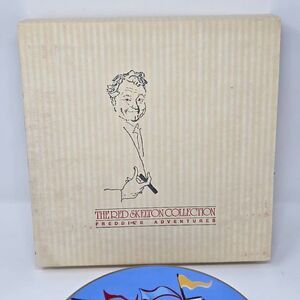 THE RED SKELTON COLLECTION
FREDDIE'S ADVENTURES